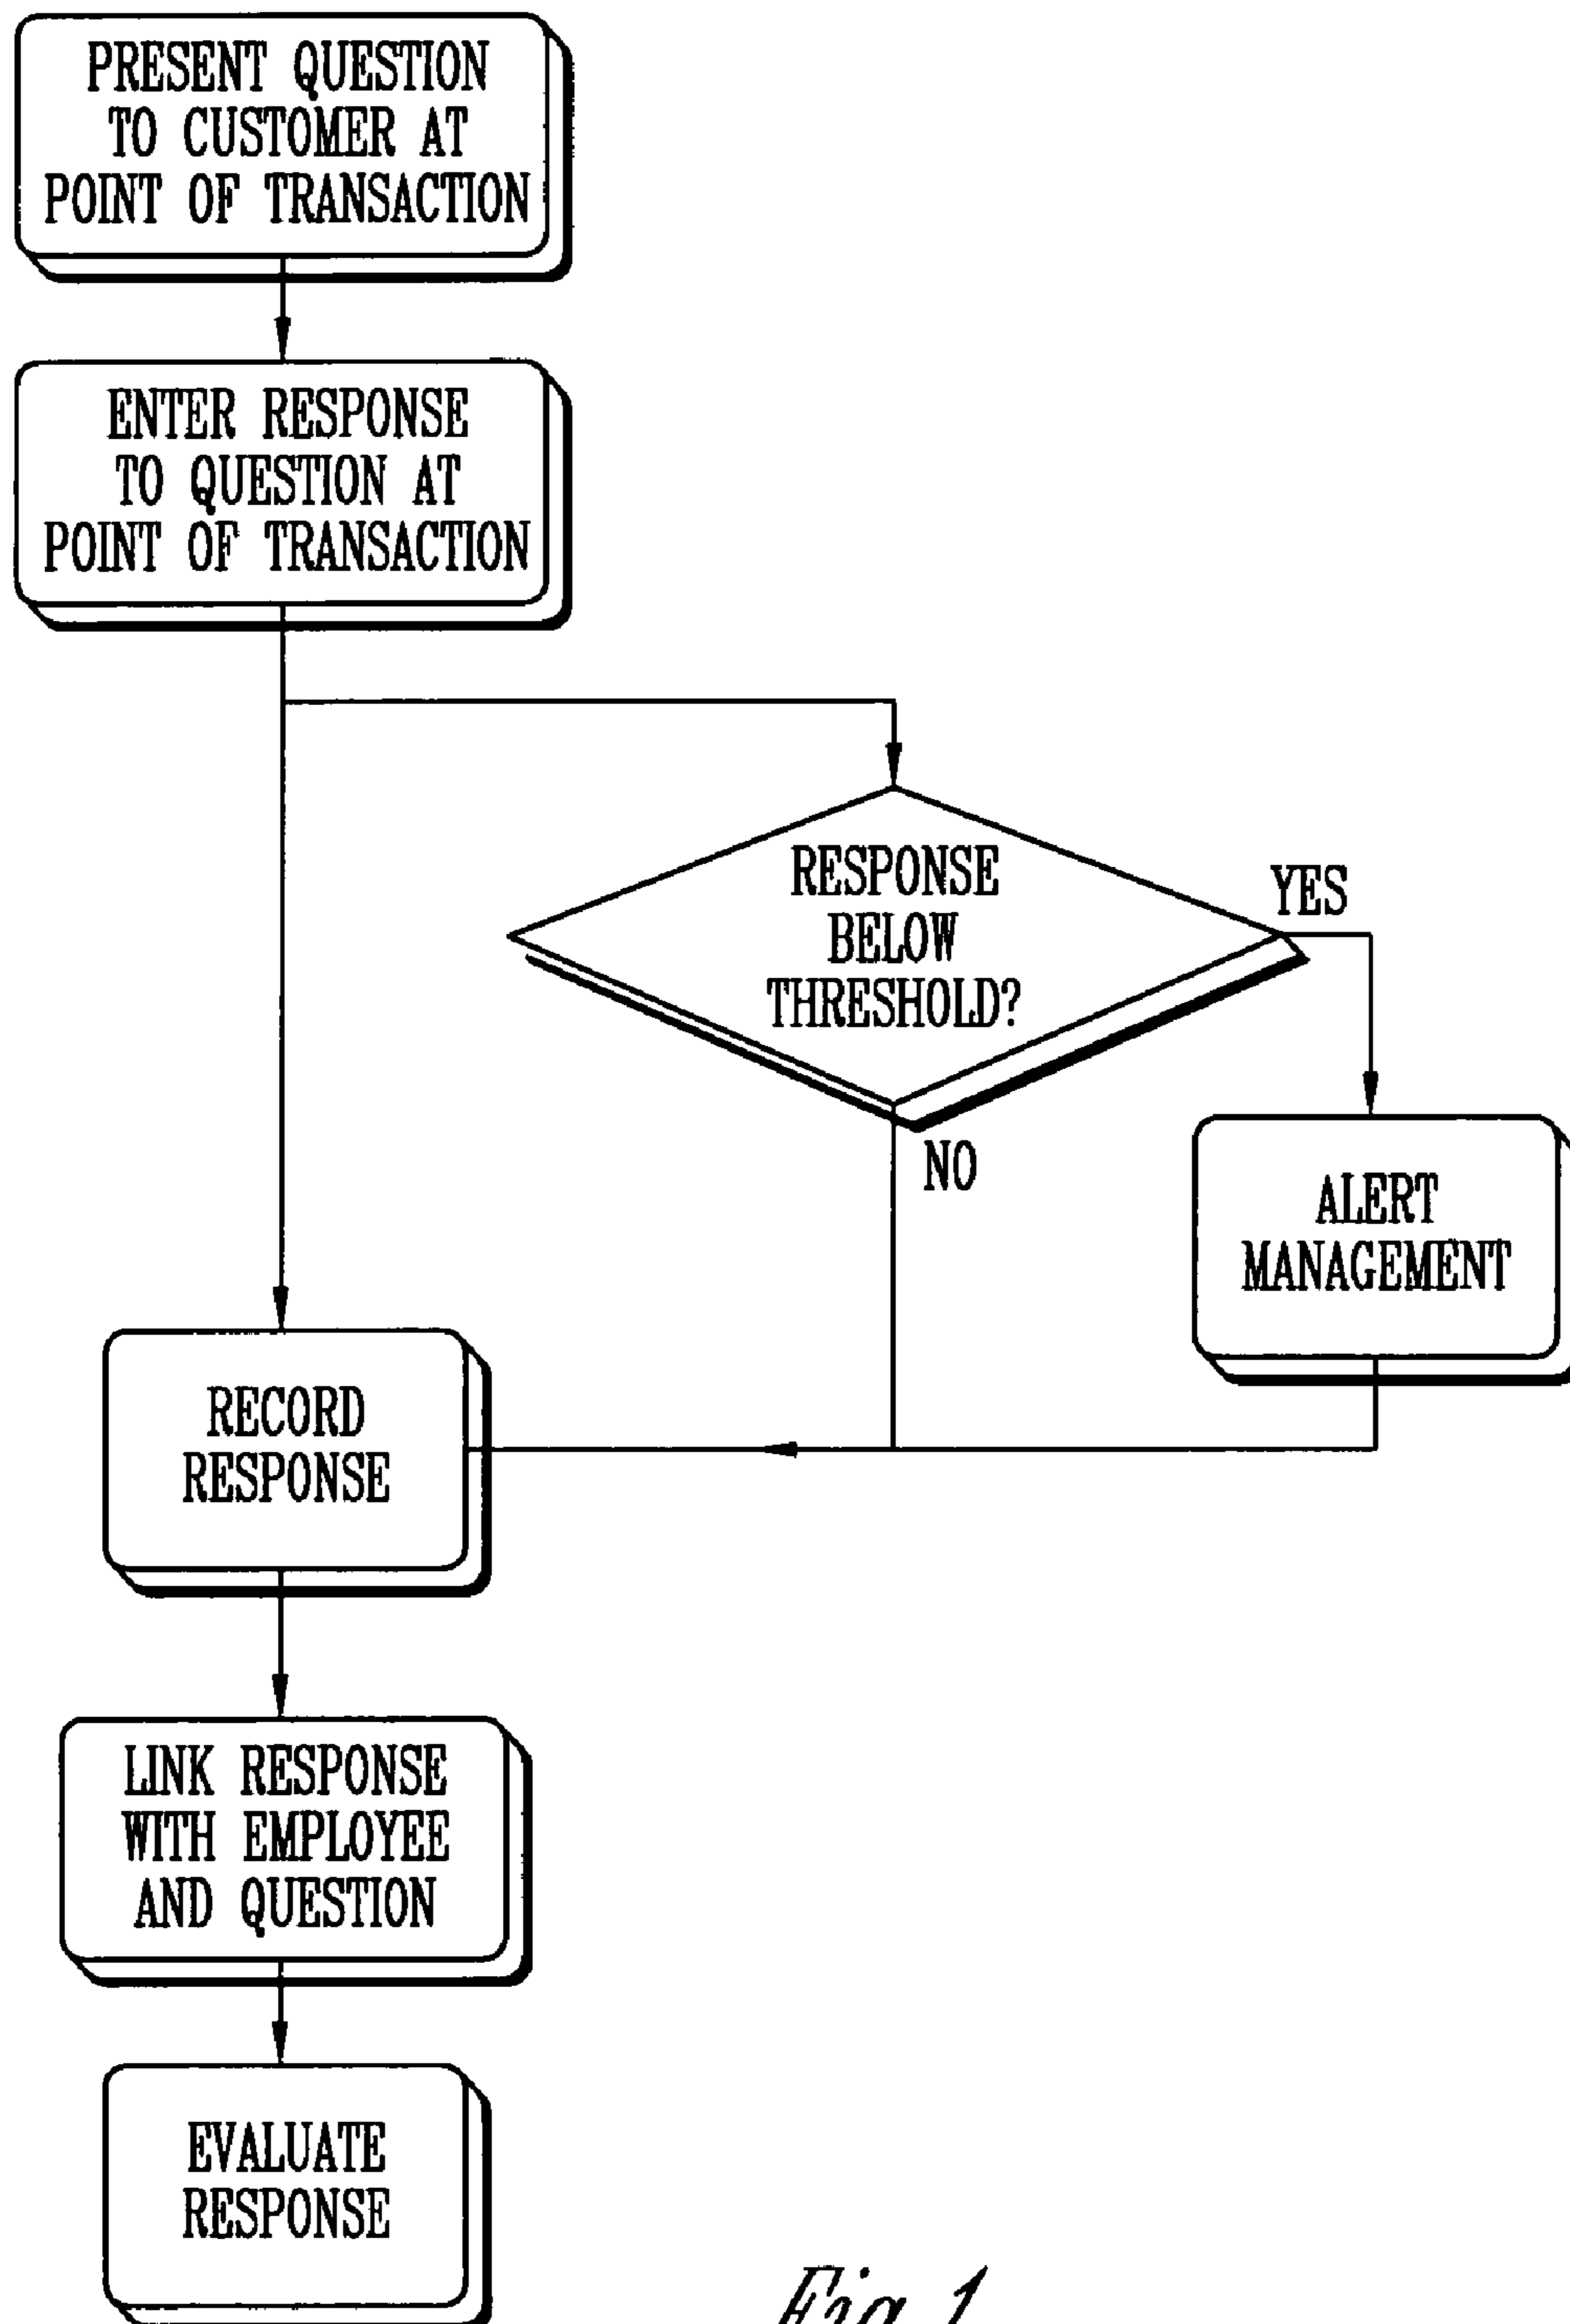 PRESENT QUESTION
TO CUSTOMER AT
POINT OF TRANSACTION
ENTER RESPONSE
TO QUESTION AT
POINT OF TRANSACTION
RESPONSE
BELOW
THRESHOLD?
YES
NO
ALERT
MANAGEMENT
RECORD
RESPONSE
LINK RESPONSE
WITH EMPLOYEE
AND QUESTION
EVALUATE
RESPONSE
Fig. 1